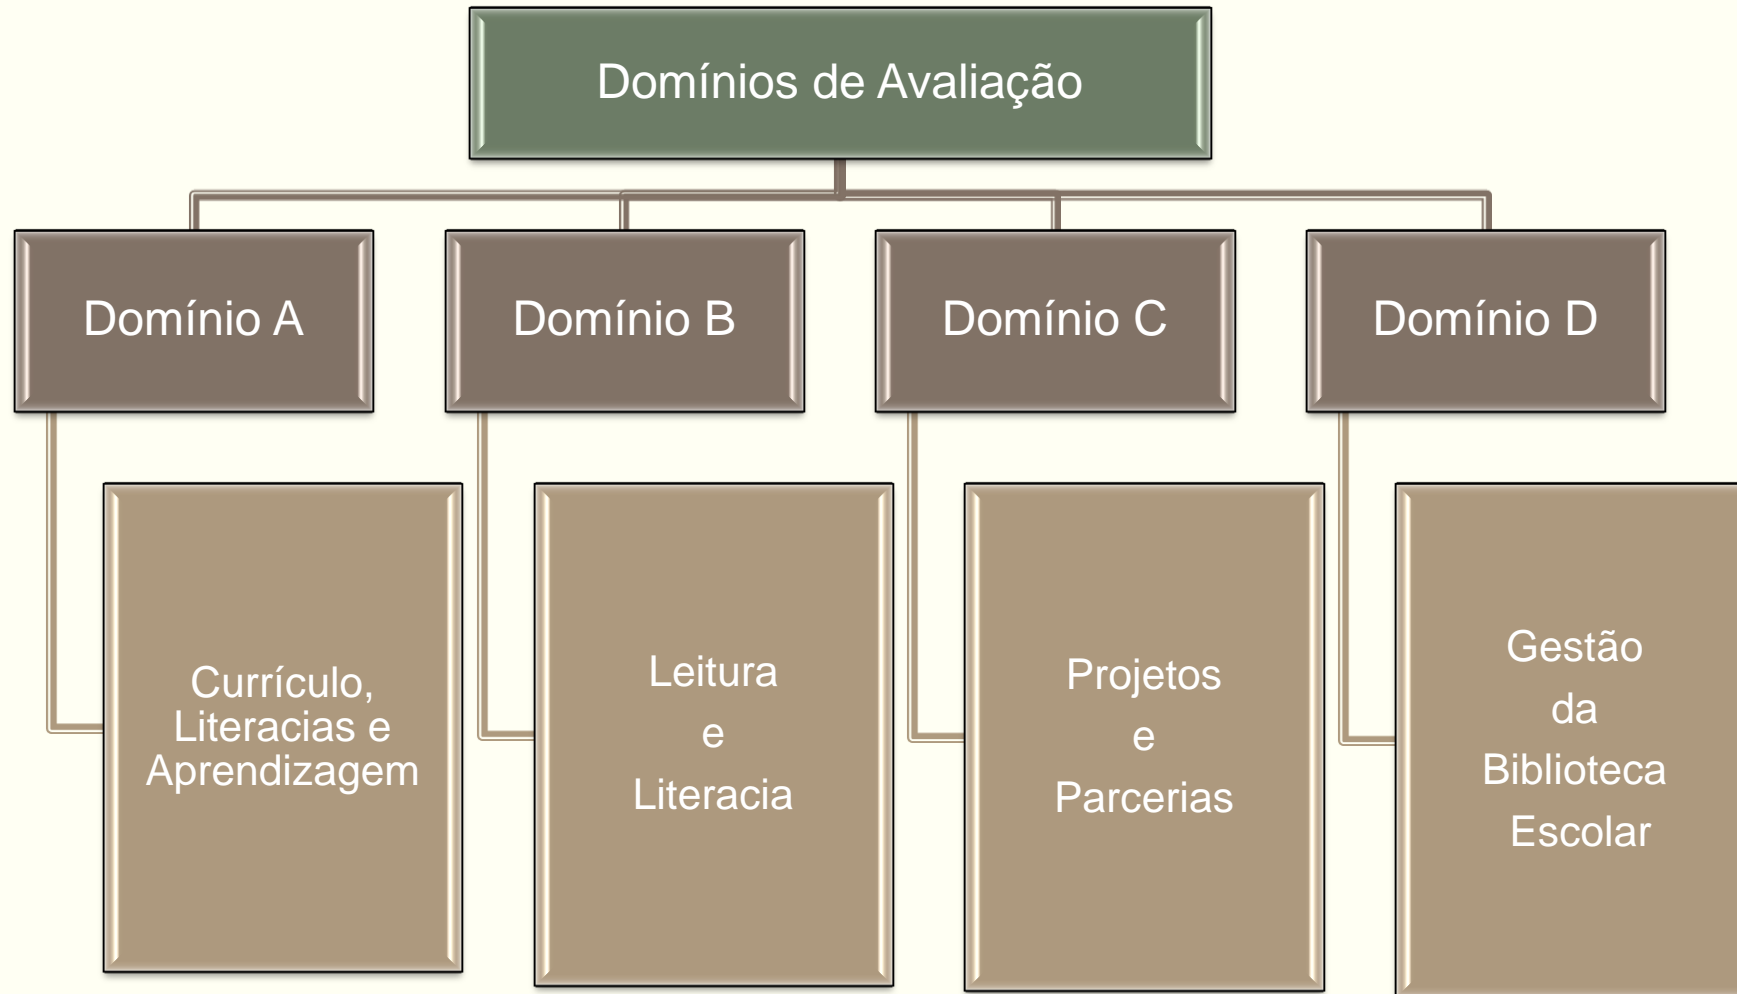 Domínios de Avaliação
Domínio A
Domínio B
Domínio C
Domínio D
Currículo,
Literacias e
Aprendizagem
Leitura
e
Literacia
Projetos
e
Parcerias
Gestão
da
Biblioteca
Escolar